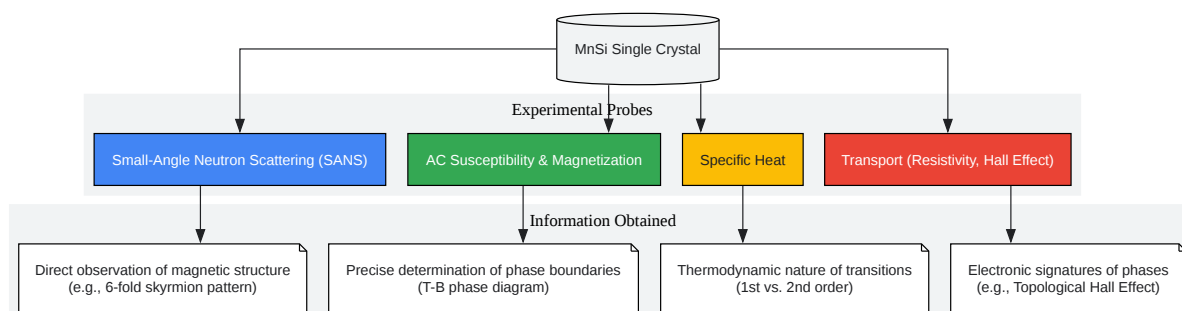 MnSi Single Crystal
Experimental Probes
Small-Angle Neutron Scattering (SANS)
AC Susceptibility & Magnetization
Specific Heat
Transport (Resistivity, Hall Effect)
Information Obtained
Direct observation of magnetic structure
(e.g., 6-fold skyrmion pattern)
Precise determination of phase boundaries
(T-B phase diagram)
Thermodynamic nature of transitions
(1st vs. 2nd order)
Electronic signatures of phases
(e.g., Topological Hall Effect)